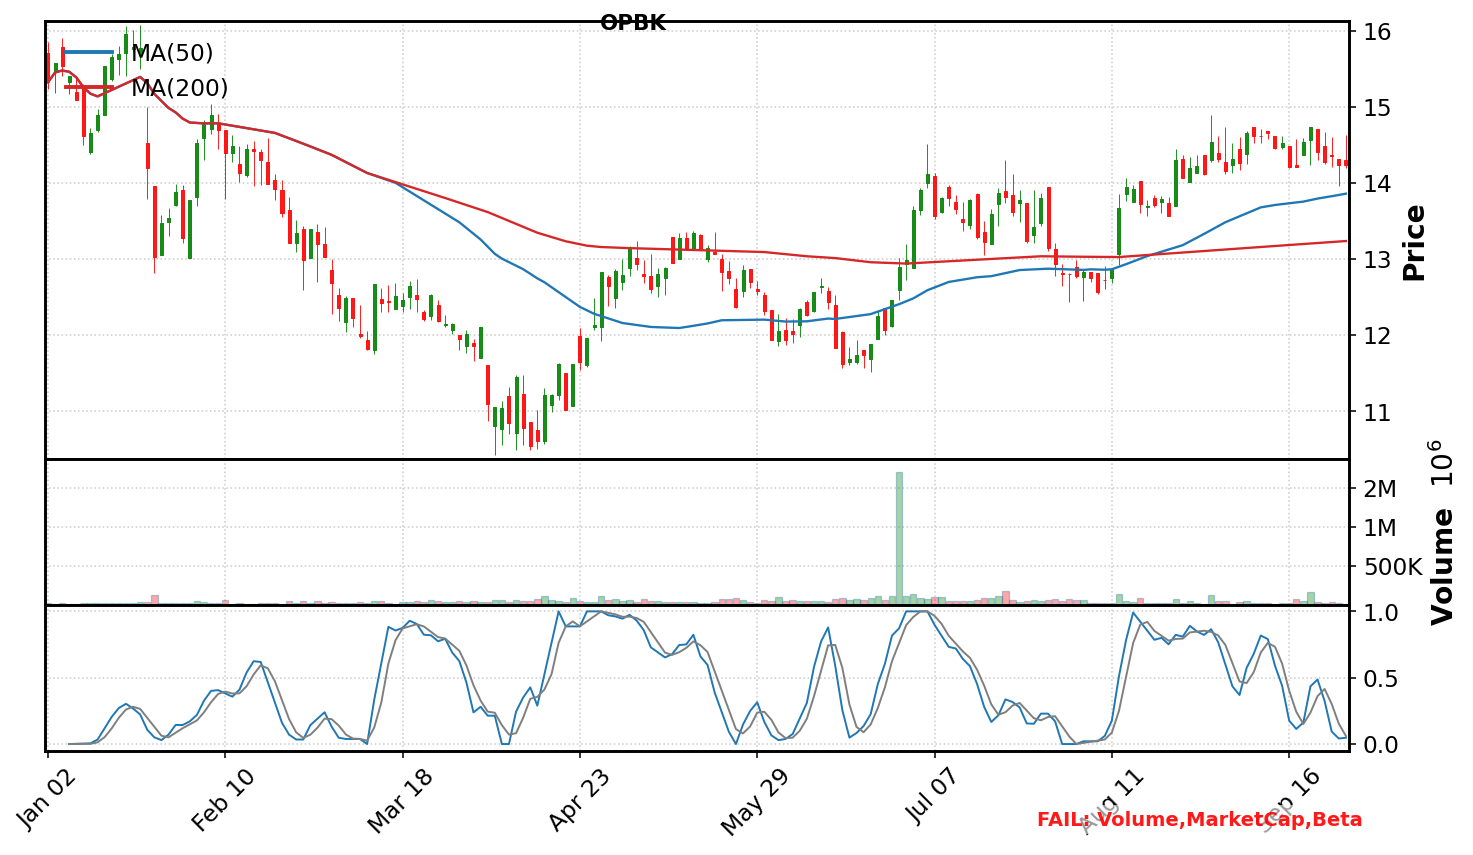 OPBK
MA(50)
MA(200)
16
15
14
13
12
11
Price
2M
1M
500K
Volume 10^6
1.0
0.5
0.0
Jan 02
Feb 10
Mar 18
Apr 23
May 29
Jul 07
Aug 11
Sep 16
FAIL: Volume,MarketCap,Beta